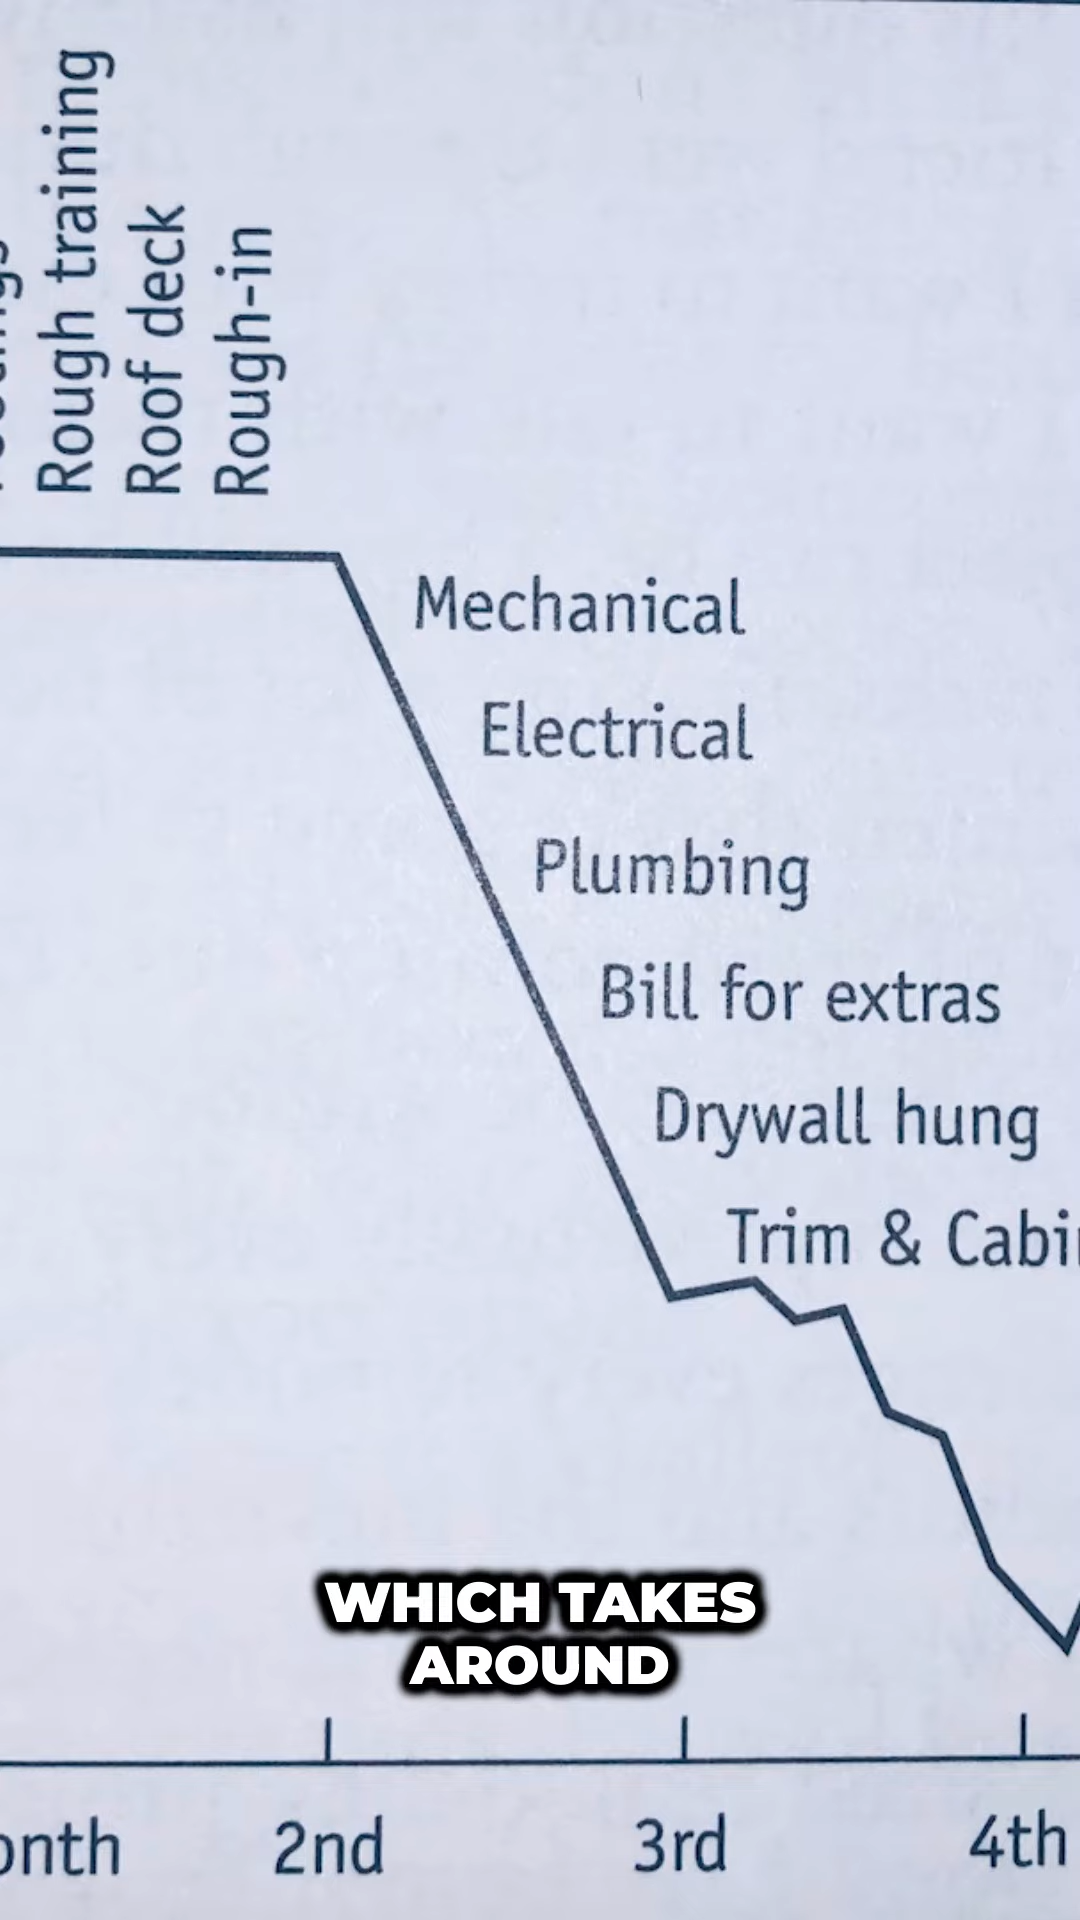 Rough training
Roof deck
Rough-in
Mechanical
Electrical
Plumbing
Bill for extras
Drywall hung
Trim &
WHICH TAKES
AROUND
2nd
3rd
4th